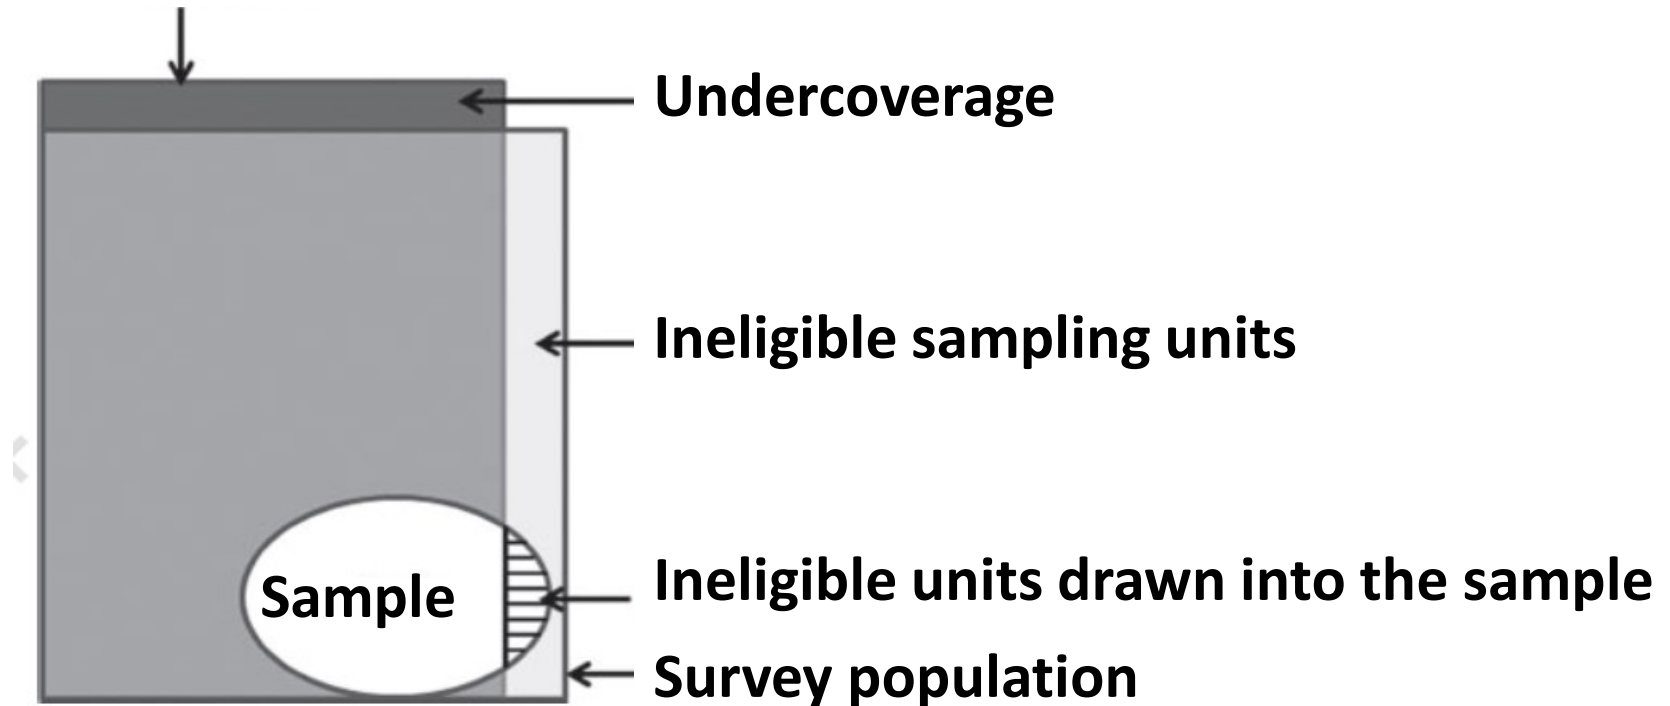 Undercoverage
Ineligible sampling units
Ineligible units drawn into the sample
Sample
Survey population